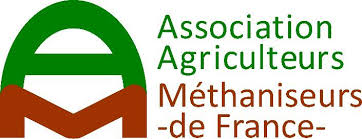 Association
Agriculteurs
Méthaniseurs
-de France-